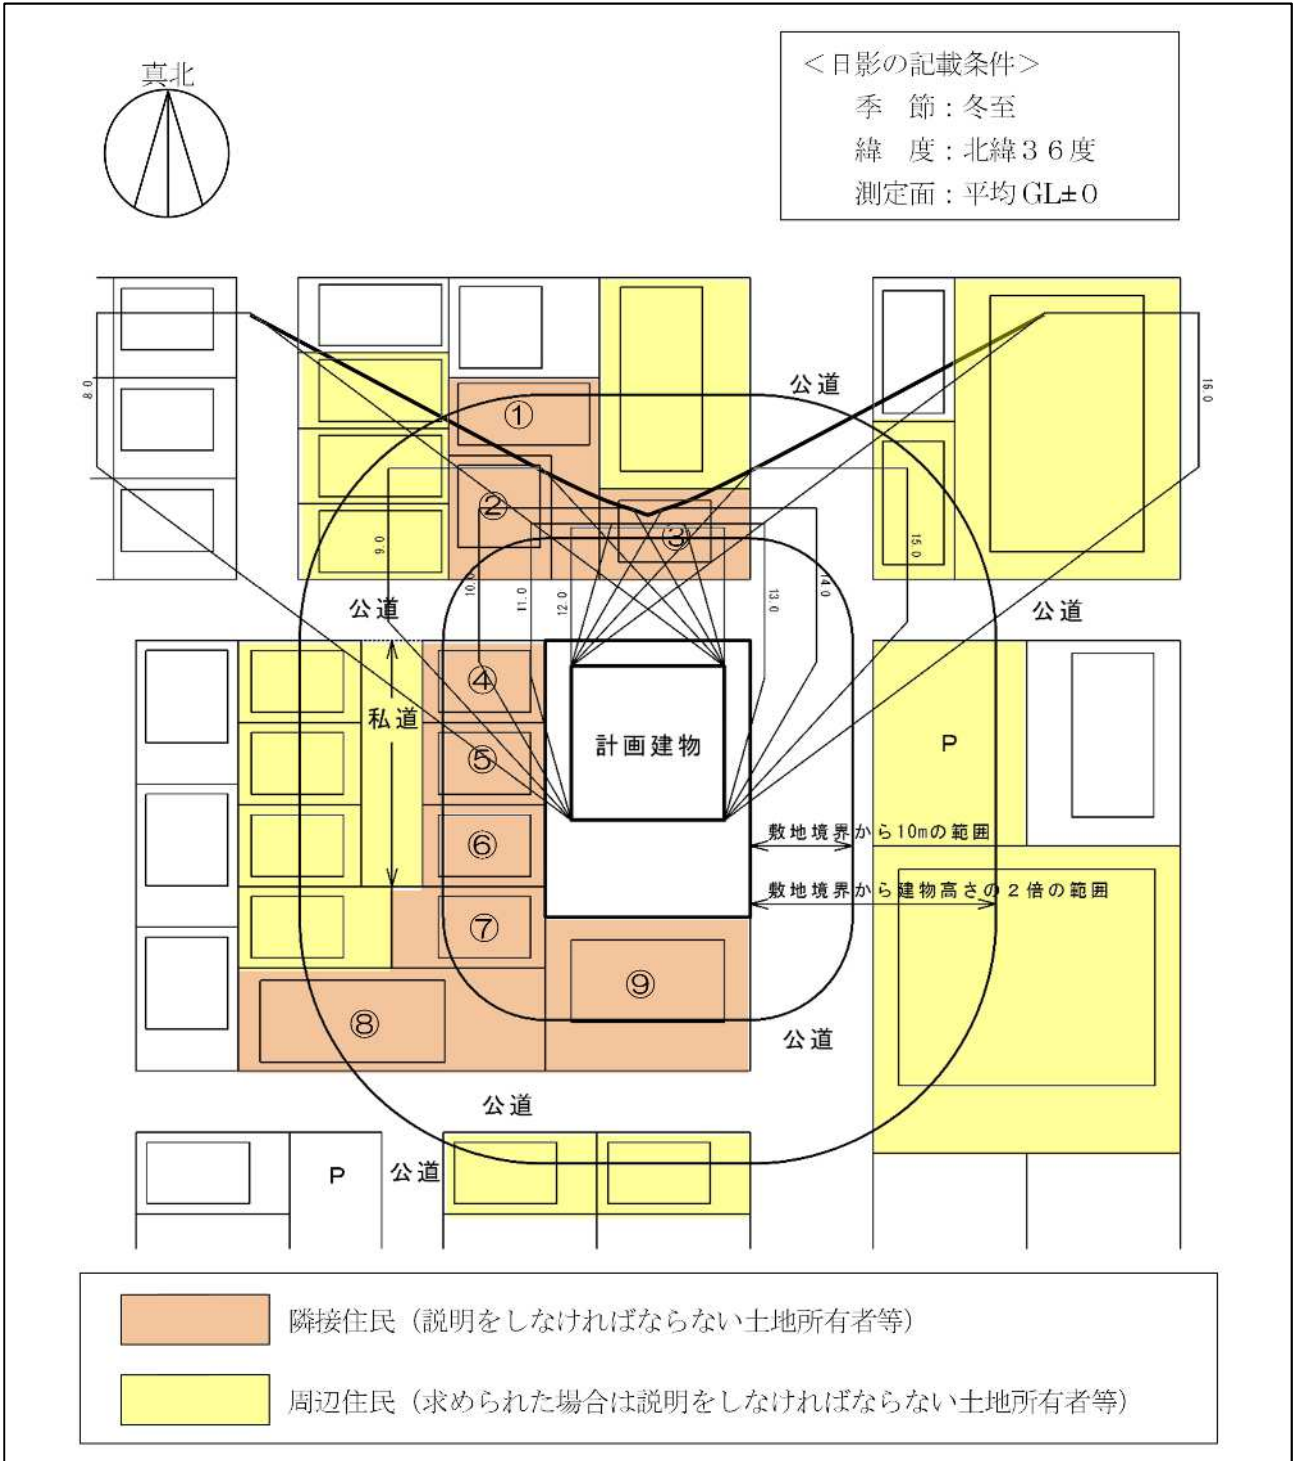 真北
＜日影の記載条件＞
季　節：冬至
緯　度：北緯３６度
測定面：平均GL±0
8.0
16.0
公道
①
②
③
9.0
10.0
11.0
12.0
13.0
14.0
15.0
公道
公道
④
私道
⑤
計画建物
P
⑥
敷地境界から10mの範囲
敷地境界から建物高さの２倍の範囲
⑦
⑨
⑧
公道
公道
P
公道
隣接住民（説明をしなければならない土地所有者等）
周辺住民（求められた場合は説明をしなければならない土地所有者等）